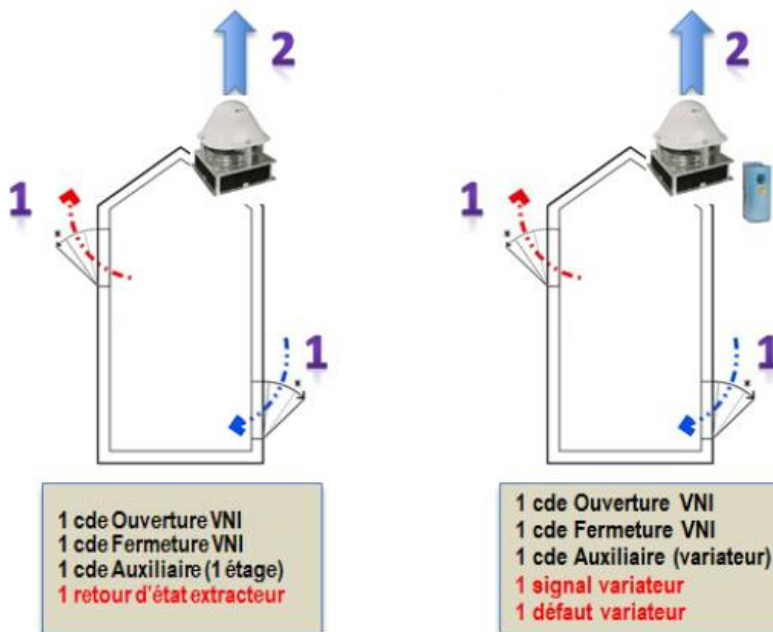 2
2
1
1
1
1
1 cde Ouverture VNI
1 cde Fermeture VNI
1 cde Auxiliaire (1 étage)
1 retour d'état extracteur
1 cde Ouverture VNI
1 cde Fermeture VNI
1 cde Auxiliaire (variateur)
1 signal variateur
1 défaut variateur